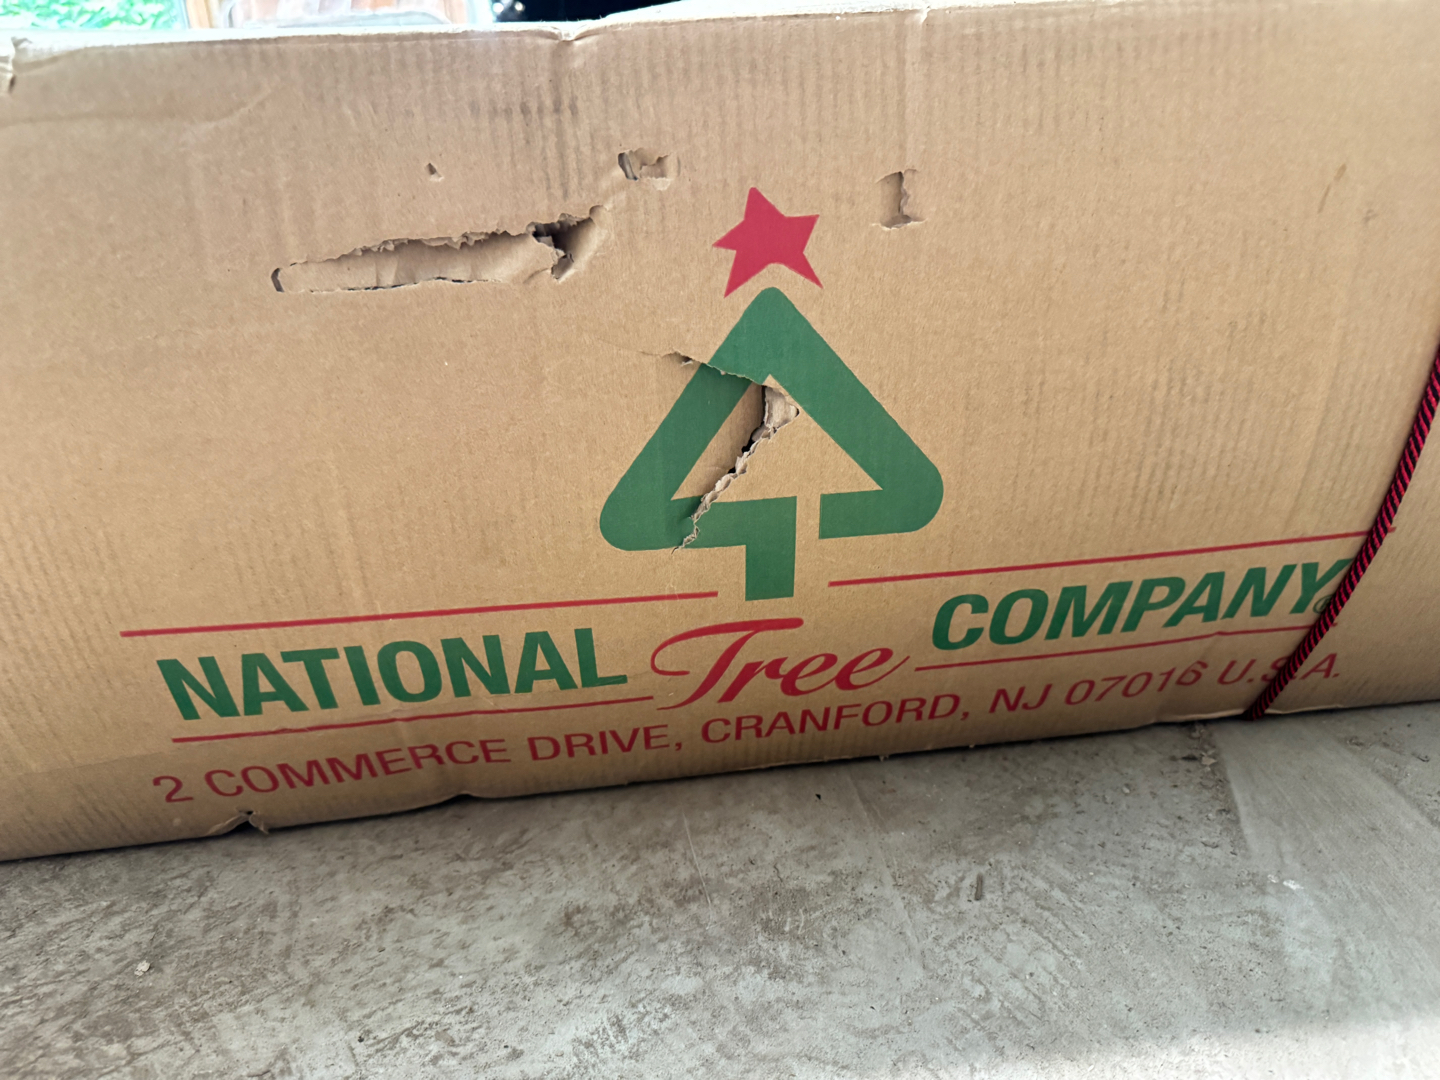 NATIONAL Tree COMPANY®
2 COMMERCE DRIVE, CRANFORD, NJ 07016 U.S.A.